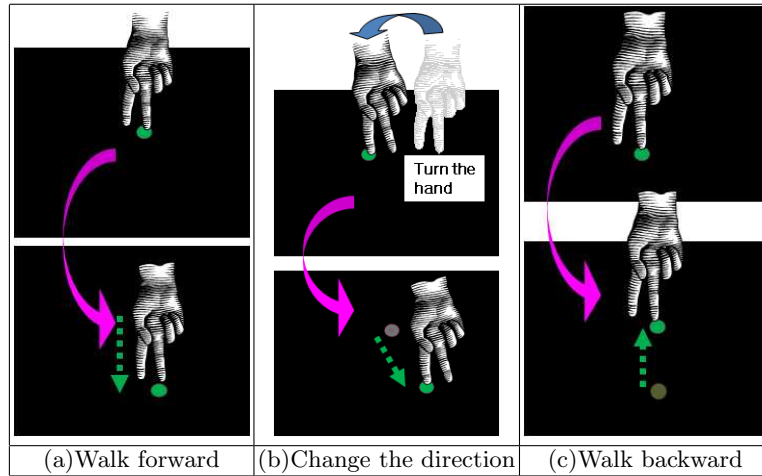 Turn the
hand
(a)Walk forward
(b)Change the direction
(c)Walk backward